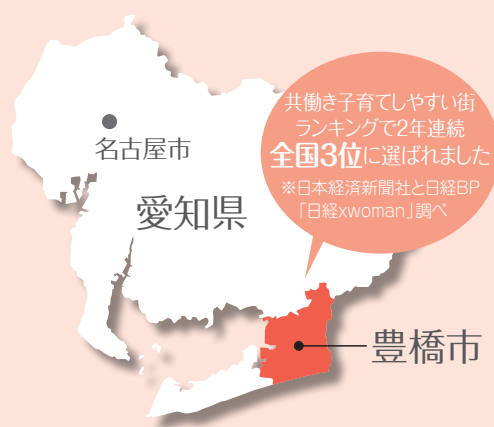 共働き子育てしやすい街
ランキングで2年連続
全国3位に選ばれました
※日本経済新聞社と日経BP
「日経xwoman」調べ
名古屋市
愛知県
豊橋市